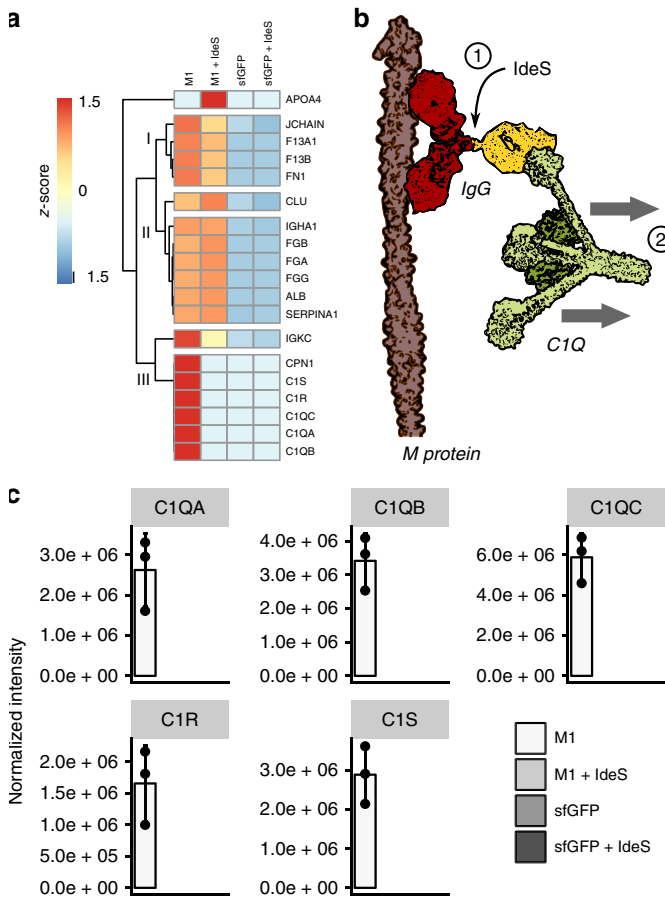 a
M1
M1 + IdeS
sfGFP
sfGFP + IdeS
1.5
0
1.5
z-score
I
II
III
APOA4
JCHAIN
F13A1
F13B
FN1
CLU
IGHA1
FGB
FGA
FGG
ALB
SERPINA1
IGKC
CPN1
C1S
C1R
C1QC
C1QA
C1QB
b
1
IdeS
IgG
2
C1Q
M protein
c
Normalized intensity
C1QA
3.0e + 06
2.0e + 06
1.0e + 06
0.0e + 00
C1QB
4.0e + 06
3.0e + 06
2.0e + 06
1.0e + 06
0.0e + 00
C1QC
6.0e + 06
4.0e + 06
2.0e + 06
0.0e + 00
C1R
2.0e + 06
1.5e + 06
1.0e + 06
5.0e + 05
0.0e + 00
C1S
3.0e + 06
2.0e + 06
1.0e + 06
0.0e + 00
M1
M1 + IdeS
sfGFP
sfGFP + IdeS